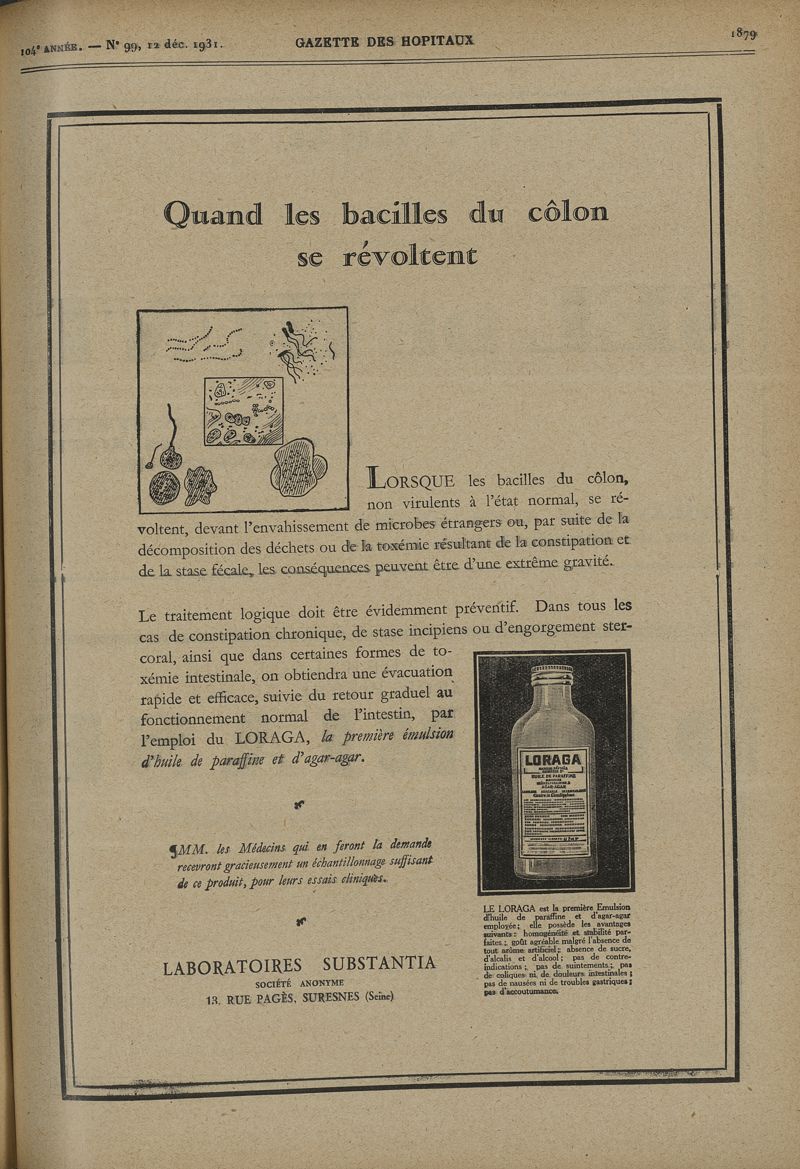 104e ANNÉE. — N° 99, 12 déc. 1931.
GAZETTE DES HOPITAUX
1879
Quand les bacilles du côlon
se révoltent
LORSQUE les bacilles du côlon,
non virulents à l'état normal, se ré-
voltent, devant l'envahissement de microbes étrangers ou, par suite de la
décomposition des déchets ou de la toxémie résultant de la constipation et
de la stase fécale, les conséquences peuvent être d'une extrême gravité.
Le traitement logique doit être évidemment préventif. Dans tous les
cas de constipation chronique, de stase incipiens ou d'engorgement ster-
coral, ainsi que dans certaines formes de to-
xémie intestinale, on obtiendra une évacuation
rapide et efficace, suivie du retour graduel au
fonctionnement normal de l'intestin, par
l'emploi du LORAGA, la première émulsion
d'huile de paraffine et d'agar-agar.
¶MM. les Médecins qui en feront la demande
recevront gracieusement un échantillonnage suffisant
de ce produit, pour leurs essais cliniques.
LABORATOIRES SUBSTANTIA
SOCIÉTÉ ANONYME
13, RUE PAGÈS, SURESNES (Seine)
LORAGA
HUILE DE PARAFFINE
AGAR-AGAR
LE LORAGA est la première Emulsion
d'huile de paraffine et d'agar-agar
employée ; elle possède les avantages
suivants : homogénéité et stabilité par-
faites ; goût agréable malgré l'absence de
tout arôme artificiel ; absence de sucre,
d'alcalis et d'alcool ; pas de contre-
indications ; pas de suintements ; pas
de coliques ni de douleurs intestinales ;
pas de nausées ni de troubles gastriques ;
pas d'accoutumance.